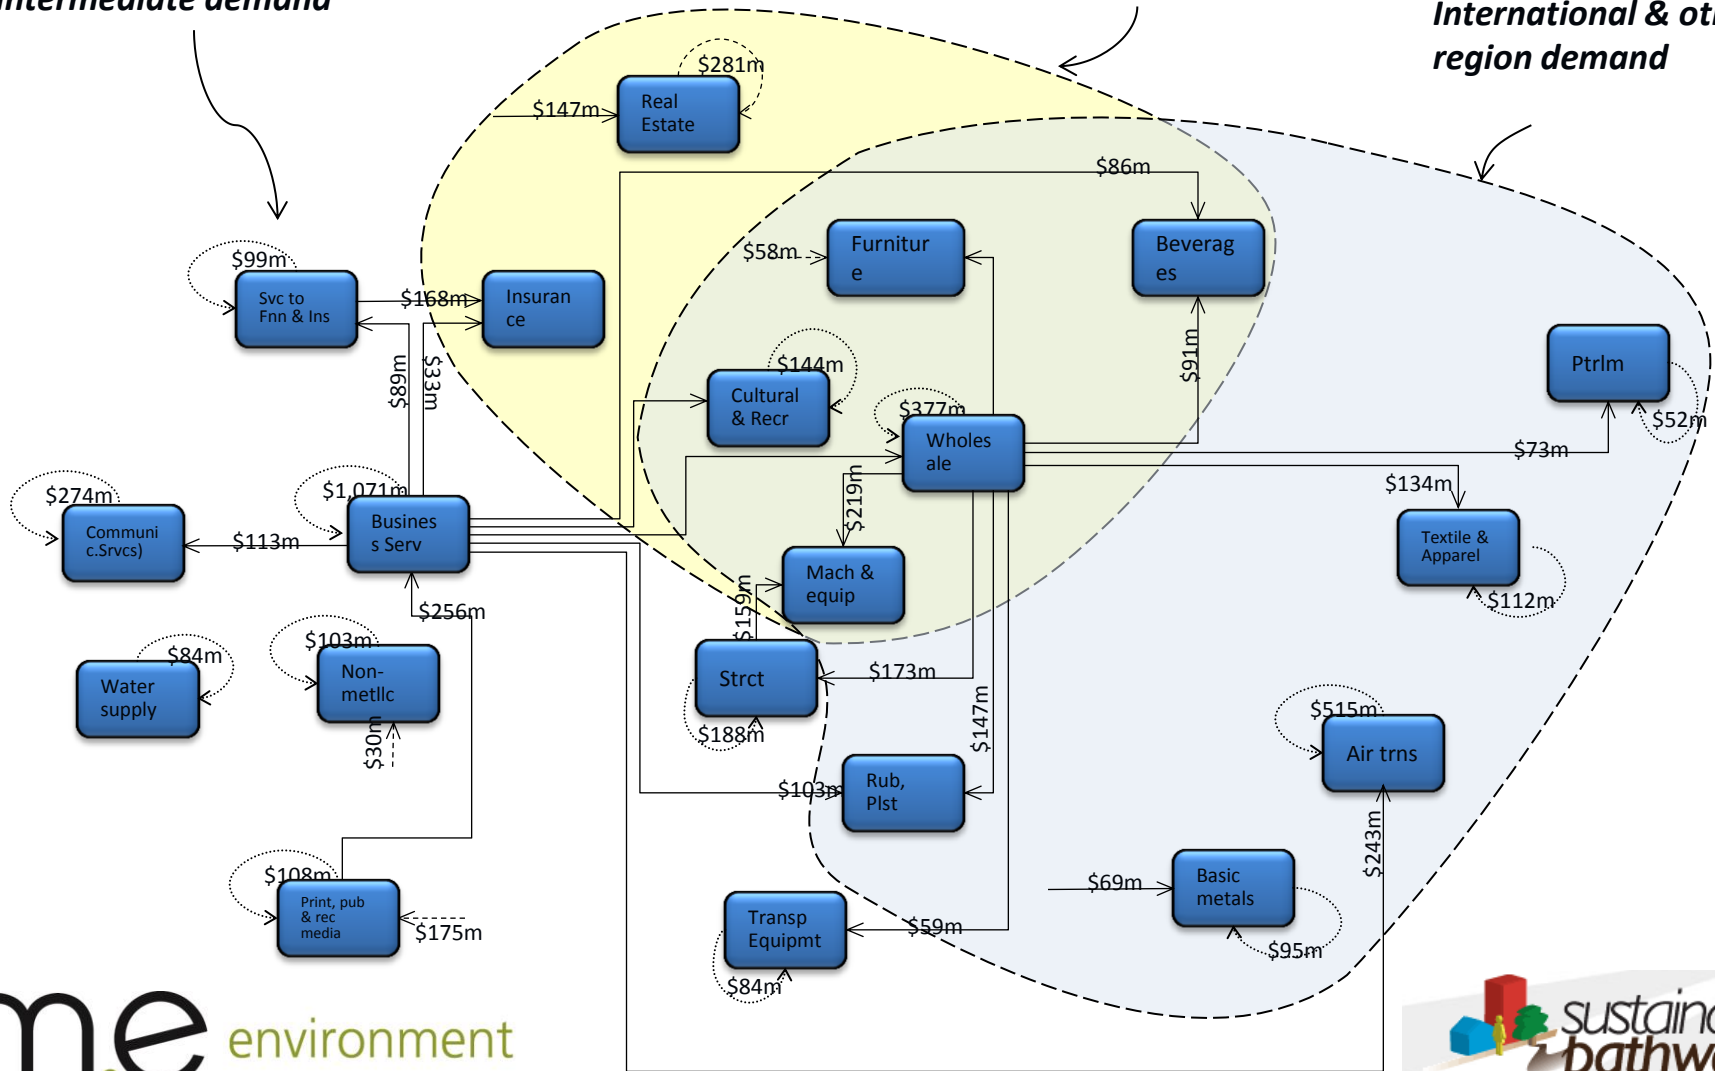 intermediate demand
International & oth
region demand
$281m
$147m
Real
Estate
$86m
$58m
Furnitur
e
Beverag
es
$99m
Svc to
Fnn & Ins
$168m
Insuran
ce
$89m
$33m
$91m
Ptrlm
$52m
$144m
Cultural
& Recr
$377m
Wholes
ale
$73m
$134m
$219m
$274m
Communi
c.Srvcs)
$113m
$1,071m
Busines
s Serv
Textile &
Apparel
$112m
Mach &
equip
$159m
$256m
$84m
Water
supply
$103m
Non-
metllc
$30m
Strct
$173m
$188m
$147m
$515m
Air trns
$103m
Rub,
Plst
$243m
$108m
Print, pub
& rec
media
$175m
Transp
Equipmt
$59m
$84m
$69m
Basic
metals
$95m
me
environment
sustaina
pathwa